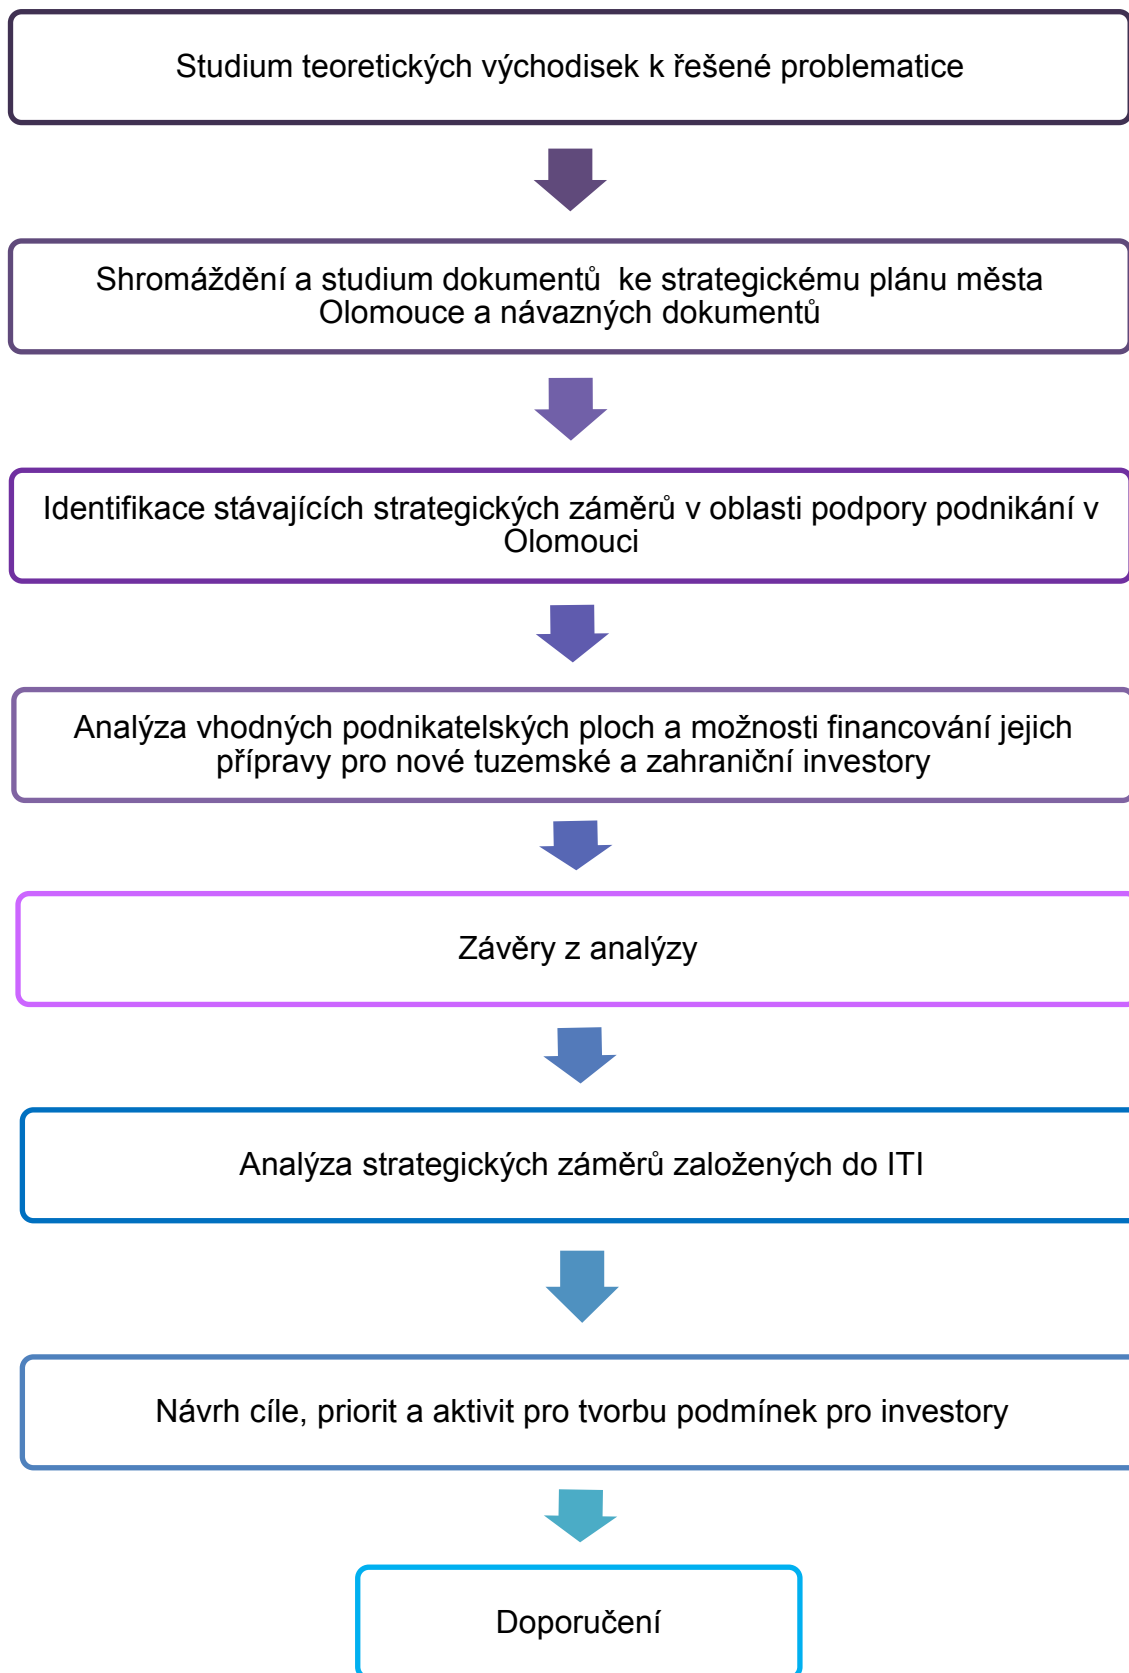 Studium teoretických východisek k řešené problematice
Shromáždění a studium dokumentů  ke strategickému plánu města
Olomouce a návazných dokumentů
Identifikace stávajících strategických záměrů v oblasti podpory podnikání v
Olomouci
Analýza vhodných podnikatelských ploch a možnosti financování jejich
přípravy pro nové tuzemské a zahraniční investory
Závěry z analýzy
Analýza strategických záměrů založených do ITI
Návrh cíle, priorit a aktivit pro tvorbu podmínek pro investory
Doporučení